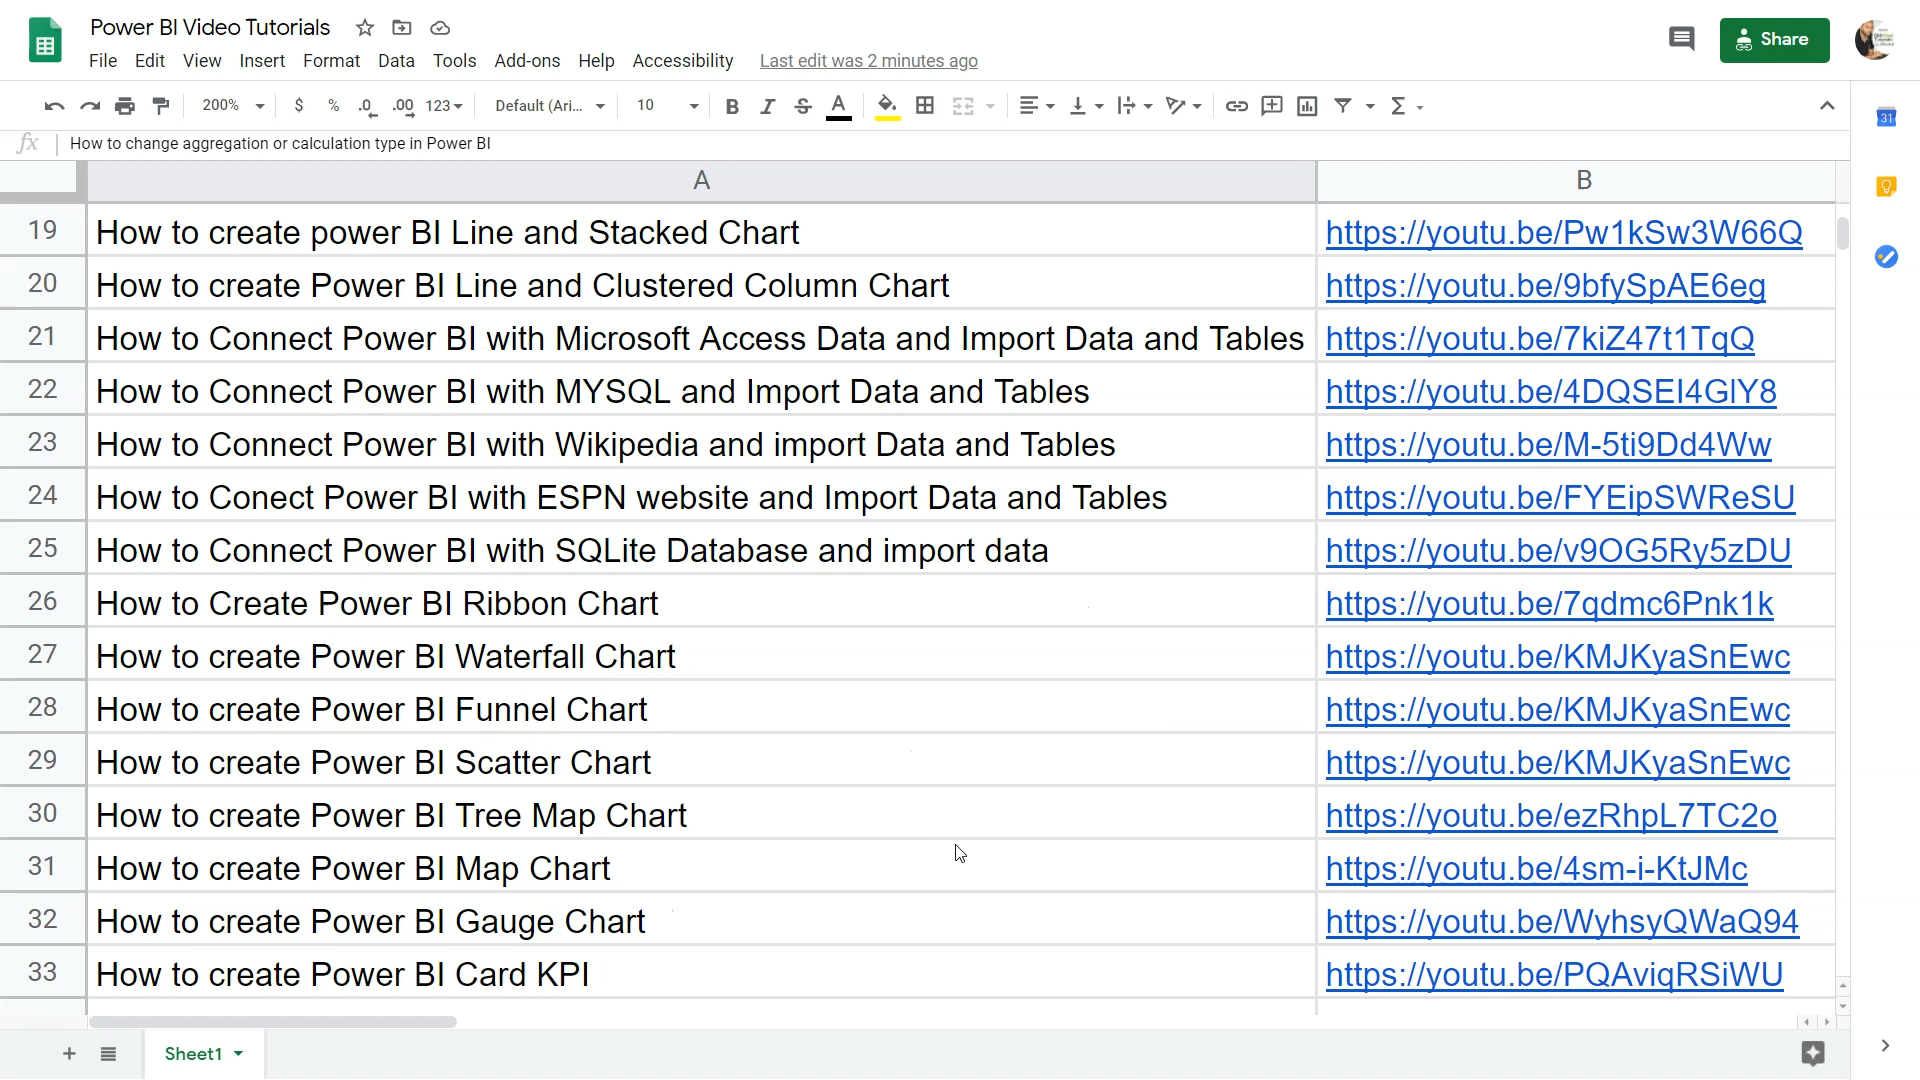 Power BI Video Tutorials
File Edit View Insert Format Data Tools Add-ons Help Accessibility Last edit was 2 minutes ago
Share
200% $ % .0 .00 123 Default (Ari... 10 B I S A
31
fx How to change aggregation or calculation type in Power BI
A B
19 How to create power BI Line and Stacked Chart https://youtu.be/Pw1kSw3W66Q
20 How to create Power BI Line and Clustered Column Chart https://youtu.be/9bfySpAE6eg
21 How to Connect Power BI with Microsoft Access Data and Import Data and Tables https://youtu.be/7kiZ47t1TqQ
22 How to Connect Power BI with MYSQL and Import Data and Tables https://youtu.be/4DQSEI4GlY8
23 How to Connect Power BI with Wikipedia and import Data and Tables https://youtu.be/M-5ti9Dd4Ww
24 How to Conect Power BI with ESPN website and Import Data and Tables https://youtu.be/FYEipSWReSU
25 How to Connect Power BI with SQLite Database and import data https://youtu.be/v9OG5Ry5zDU
26 How to Create Power BI Ribbon Chart https://youtu.be/7qdmc6Pnk1k
27 How to create Power BI Waterfall Chart https://youtu.be/KMJKyaSnEwc
28 How to create Power BI Funnel Chart https://youtu.be/KMJKyaSnEwc
29 How to create Power BI Scatter Chart https://youtu.be/KMJKyaSnEwc
30 How to create Power BI Tree Map Chart https://youtu.be/ezRhpL7TC2o
31 How to create Power BI Map Chart https://youtu.be/4sm-i-KtJMc
32 How to create Power BI Gauge Chart https://youtu.be/WyhsyQWaQ94
33 How to create Power BI Card KPI https://youtu.be/PQAviqRSiWU
Sheet1